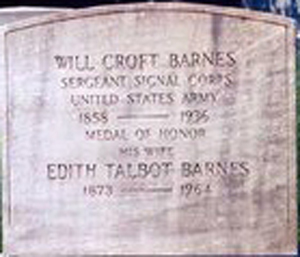 WILL CROFT BARNES
SERGEANT SIGNAL CORPS
UNITED STATES ARMY
1858 — 1936
MEDAL OF HONOR
HIS WIFE
EDITH TALBOT BARNES
1873 — 1964